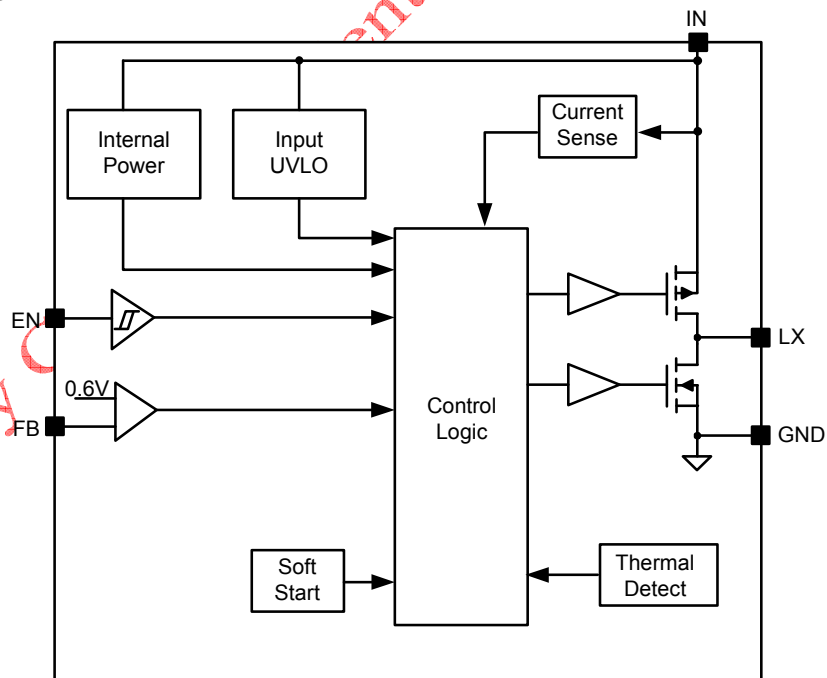 IN
Current
Sense
Internal
Power
Input
UVLO
EN
LX
0.6V
FB
Control
Logic
GND
Soft
Start
Thermal
Detect